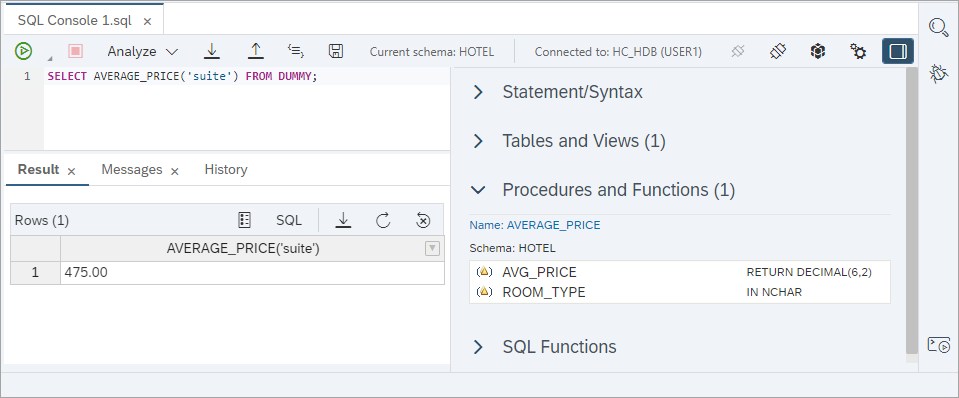 SQL Console 1.sql ×
Analyze
Current schema: HOTEL
Connected to: HC_HDB (USER1)
1 SELECT AVERAGE_PRICE('suite') FROM DUMMY;
Result × Messages × History
Rows (1)
SQL
AVERAGE_PRICE('suite')
1 475.00
Statement/Syntax
Tables and Views (1)
Procedures and Functions (1)
Name: AVERAGE_PRICE
Schema: HOTEL
AVG_PRICE RETURN DECIMAL(6,2)
ROOM_TYPE IN NCHAR
SQL Functions